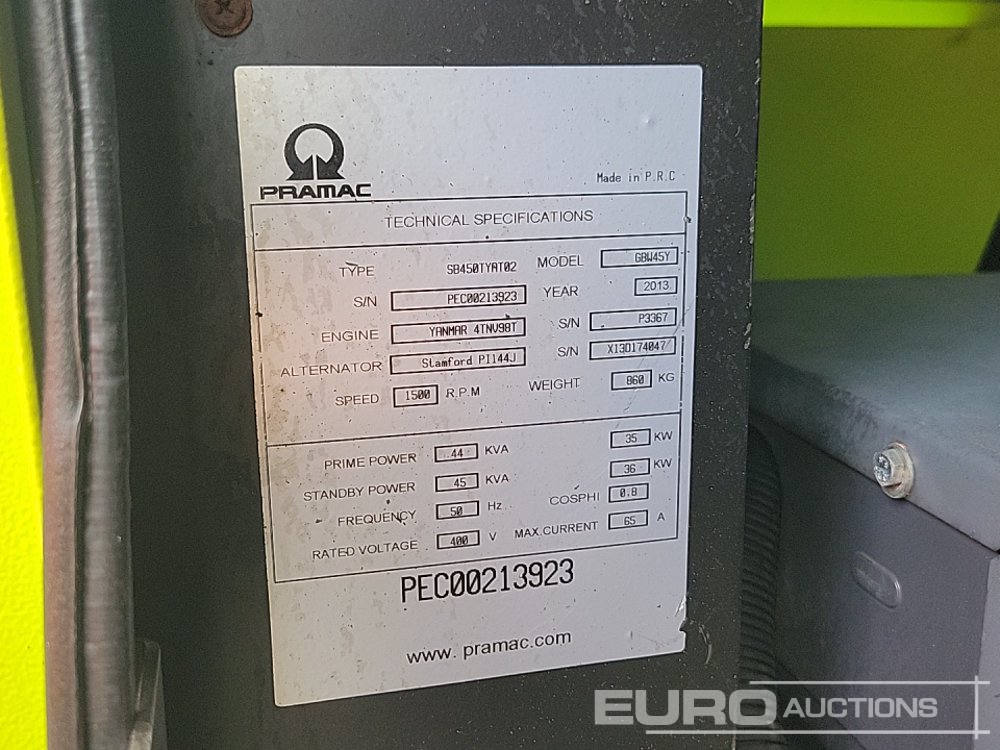 PRAMAC
Made in P.R.C
TECHNICAL SPECIFICATIONS
TYPE SB450TYAT02 MODEL GBW45Y
S/N PEC00213923 YEAR 2013
ENGINE YANMAR 4TNV98T S/N P3367
ALTERNATOR Stamford PI144J S/N X13D174047
SPEED 1500 R.P.M WEIGHT 860 KG
PRIME POWER 44 KVA 35 KW
STANDBY POWER 45 KVA 36 KW
FREQUENCY 50 Hz COSPHI 0.8
RATED VOLTAGE 400 V MAX.CURRENT 65 A
PEC00213923
www.pramac.com
EURO AUCTIONS